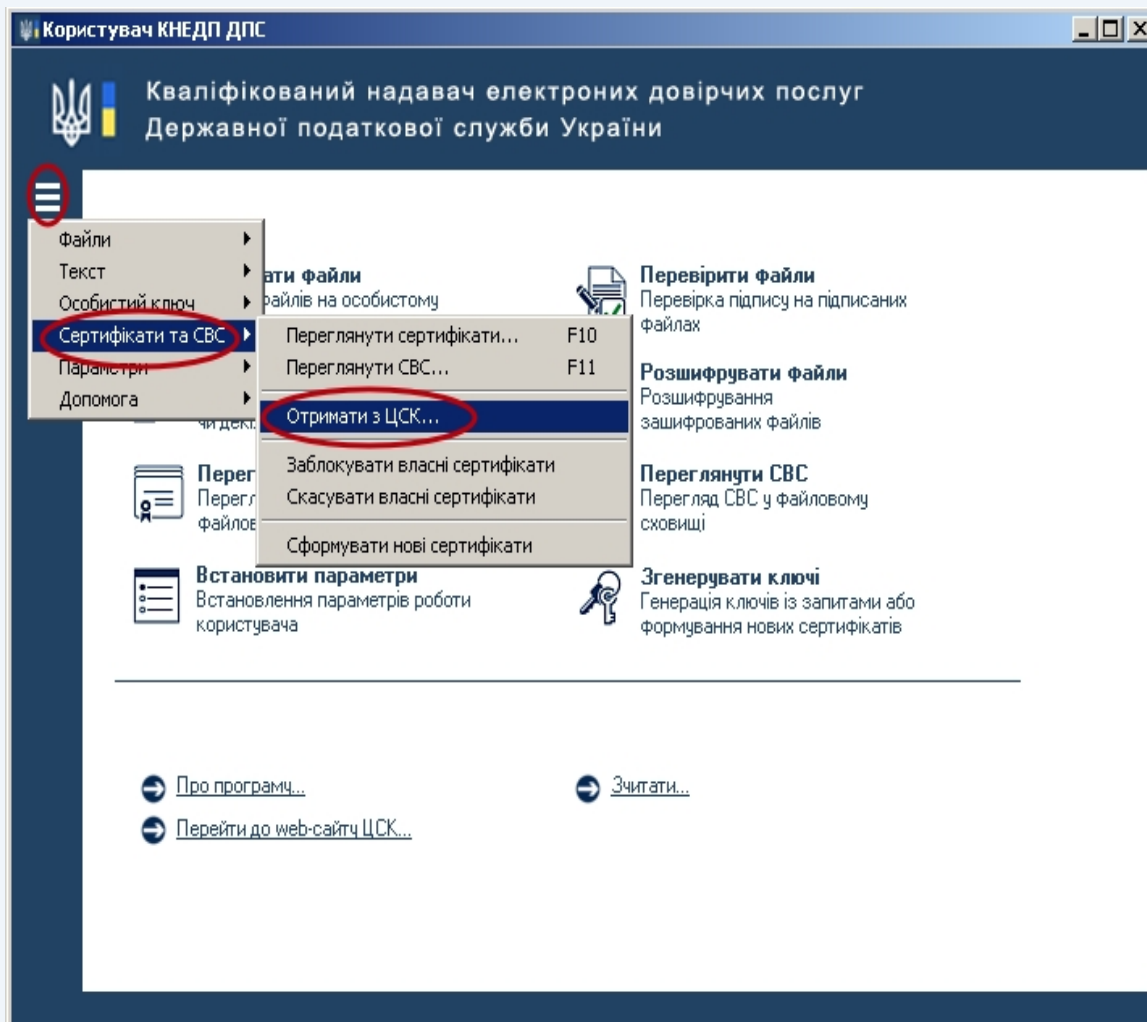 Користувач КНЕДП ДПС
Кваліфікований надавач електроних довірчих послуг
Державної податкової служби України
Файли
Текст
Особистий ключ
Сертифікати та СВС
Параметри
Допомога
Переглянути сертифікати... F10
Переглянути СВС... F11
Отримати з ЦСК...
Заблокувати власні сертифікати
Скасувати власні сертифікати
Сформувати нові сертифікати
файли
на особистому
Перевірити файли
Перевірка підпису на підписаних
файлах
Розшифрувати файли
Розшифрування
зашифрованих файлів
чи
Переглянути СВС
Перегляд СВС у файловому
сховищі
Встановити параметри
Встановлення параметрів роботи
користувача
Згенерувати ключі
Генерація ключів із запитами або
формування нових сертифікатів
Про програму...
Зчитати...
Перейти до web-сайту ЦСК...